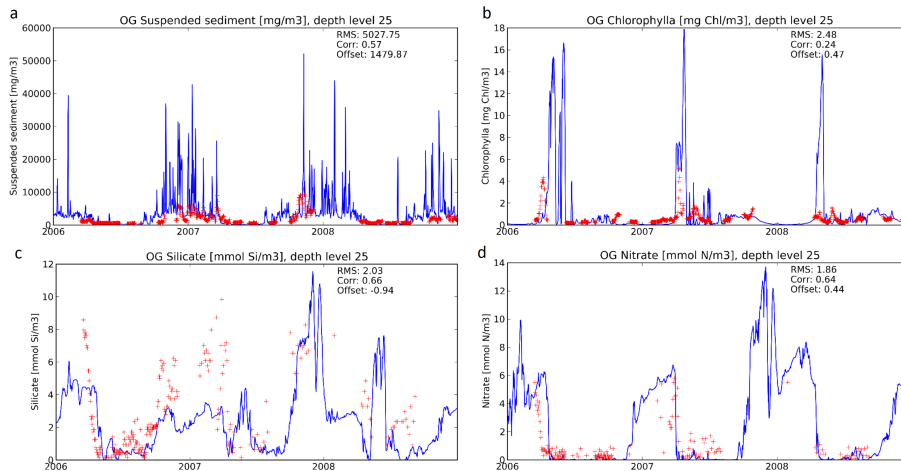 a
OG Suspended sediment [mg/m3], depth level 25
RMS: 5027.75
Corr: 0.57
Offset: 1479.87
Suspended sediment [mg/m3]
60000
50000
40000
30000
20000
10000
0
2006
2007
2008
b
OG Chlorophylla [mg Chl/m3], depth level 25
RMS: 2.48
Corr: 0.24
Offset: 0.47
Chlorophylla [mg Chl/m3]
18
16
14
12
10
8
6
4
2
0
2006
2007
2008
c
OG Silicate [mmol Si/m3], depth level 25
RMS: 2.03
Corr: 0.66
Offset: -0.94
Silicate [mmol Si/m3]
12
10
8
6
4
2
0
2006
2007
2008
d
OG Nitrate [mmol N/m3], depth level 25
RMS: 1.86
Corr: 0.64
Offset: 0.44
Nitrate [mmol N/m3]
14
12
10
8
6
4
2
0
2006
2007
2008